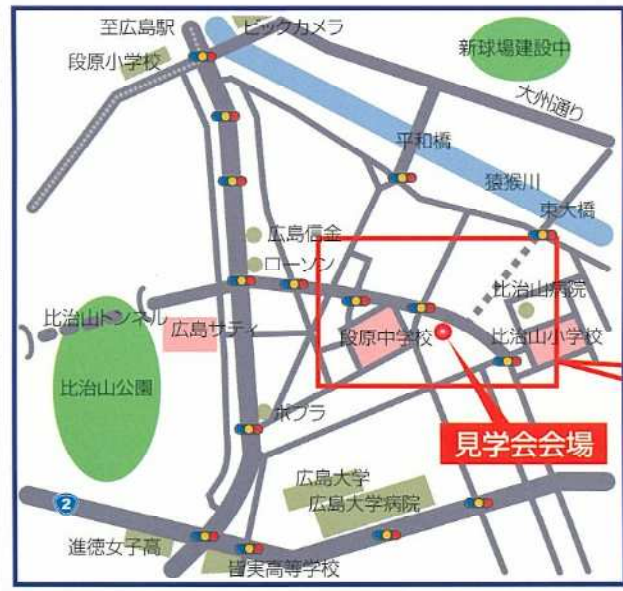 至広島駅
ビックカメラ
段原小学校
新球場建設中
大州通り
平和橋
猿猴川
東大橋
広島信金
ローソン
比治山病院
比治山トンネル
広島サティ
段原中学校
比治山小学校
比治山公園
ポプラ
見学会会場
広島大学
広島大学病院
2
進徳女子高
皆実高等学校